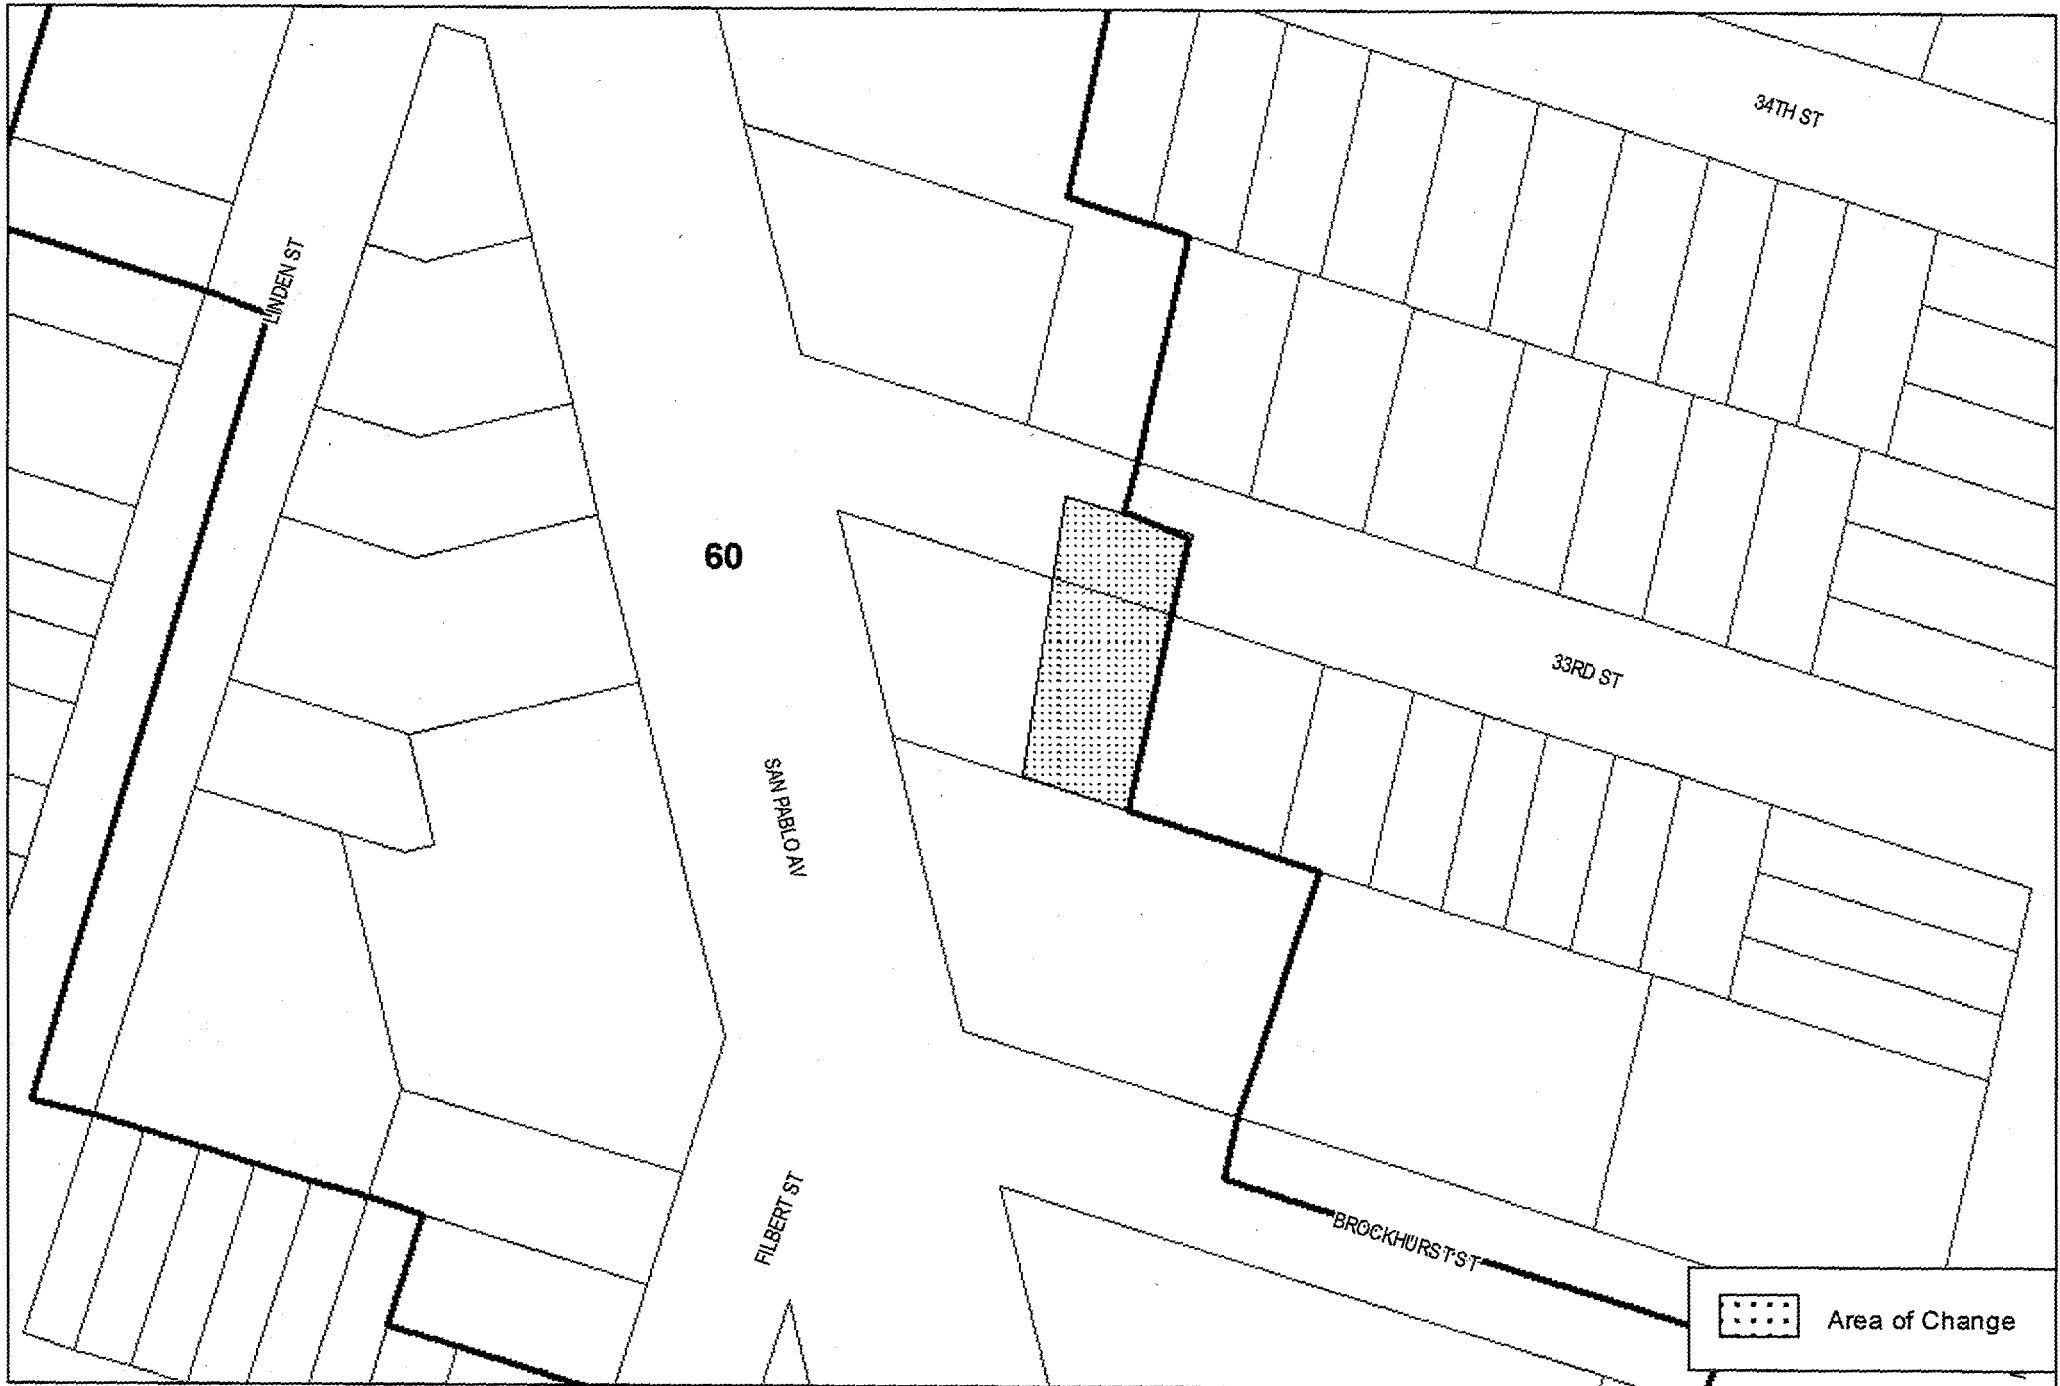 34TH ST
LINDEN ST
60
33RD ST
SAN PABLO AV
FILBERT ST
BROCKHURST ST
Area of Change